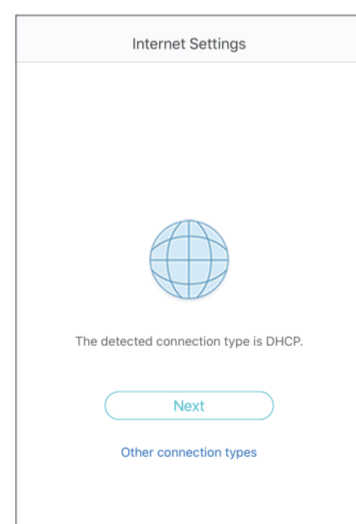 Internet Settings
The detected connection type is DHCP.
Next
Other connection types